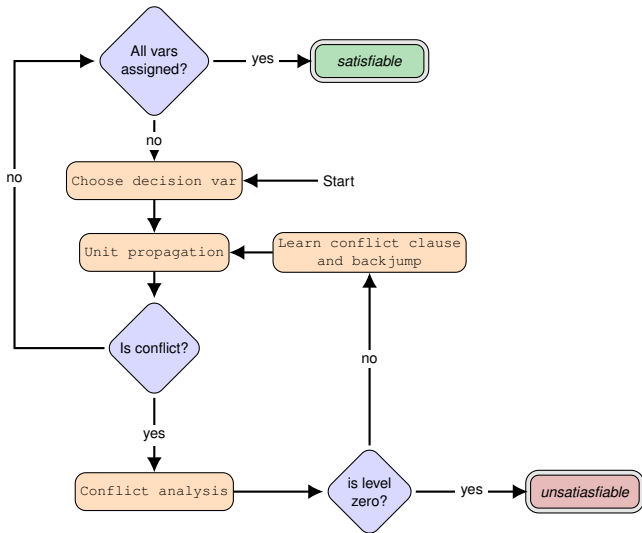 All vars
assigned?
yes
satisfiable
no
no
Choose decision var
Start
Unit propagation
Learn conflict clause
and backjump
Is conflict?
no
yes
Conflict analysis
is level
zero?
yes
unsatiasfiable